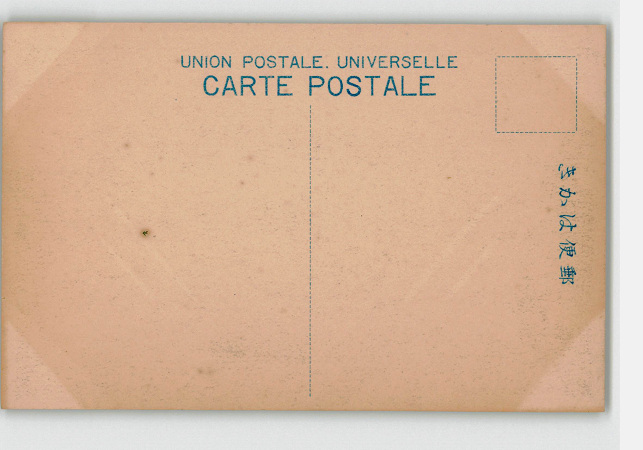 UNION POSTALE. UNIVERSELLE
CARTE POSTALE
きかは便郵